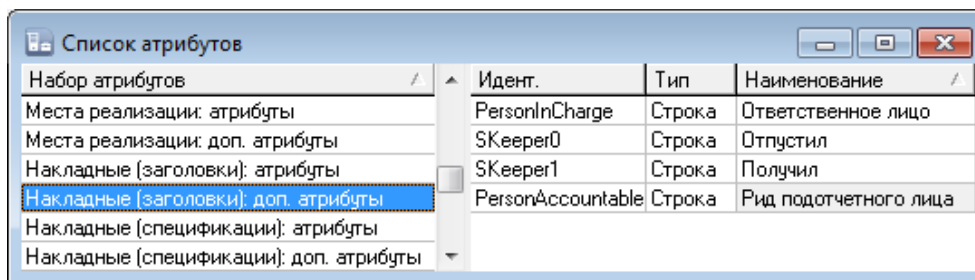 Список атрибутов
Набор атрибутов Идент. Тип Наименование
Места реализации: атрибуты PersonInCharge Строка Ответственное лицо
Места реализации: доп. атрибуты SKeeper0 Строка Отпустил
Накладные (заголовки): атрибуты SKeeper1 Строка Получил
Накладные (заголовки): доп. атрибуты PersonAccountable Строка Рид подотчетного лица
Накладные (спецификации): атрибуты
Накладные (спецификации): доп. атрибуты